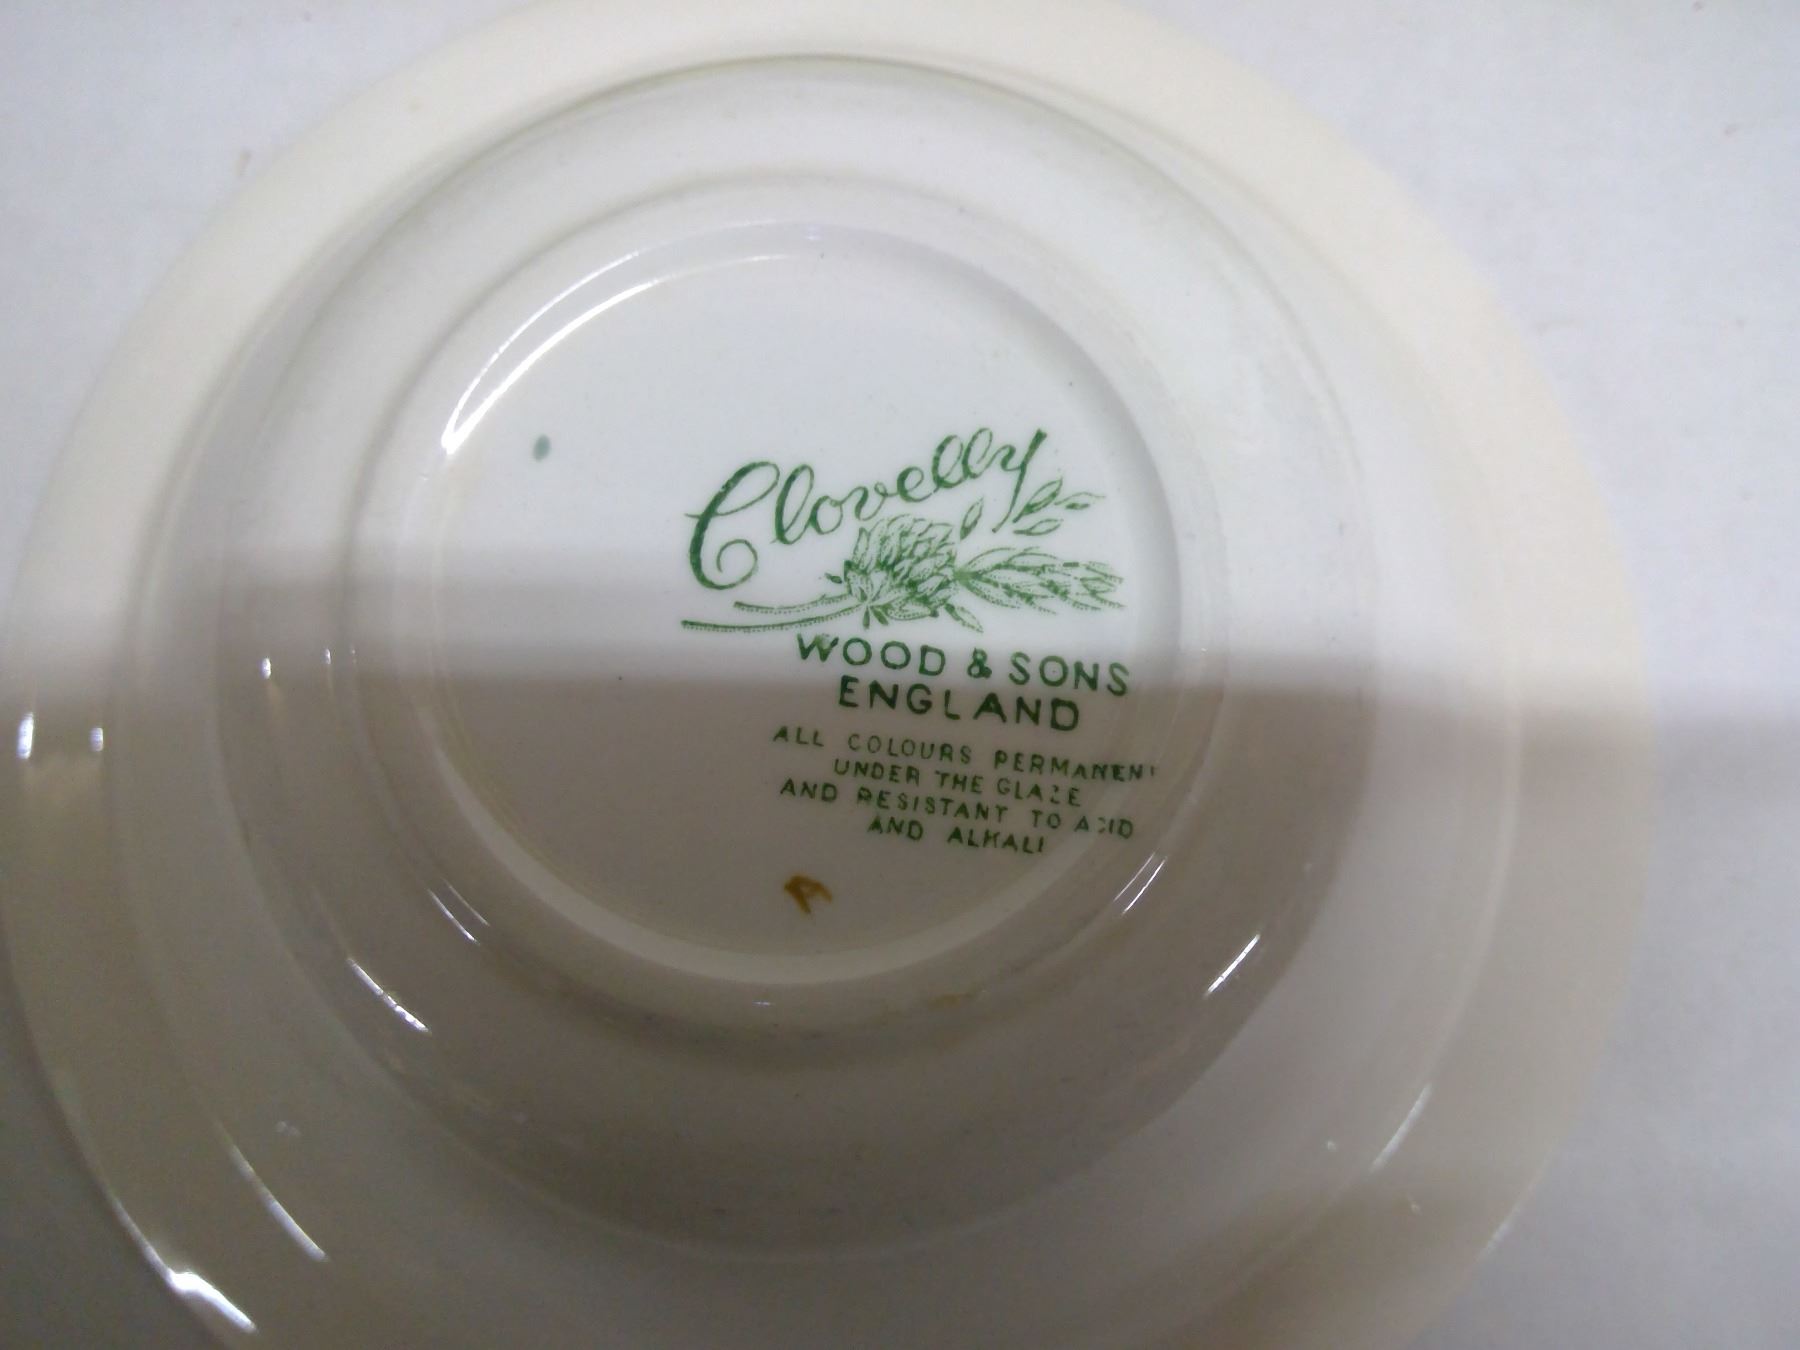 Clovelly
WOOD & SONS
ENGLAND
ALL COLOURS PERMANENT
UNDER THE GLAZE
AND RESISTANT TO ACID
AND ALKALI
A